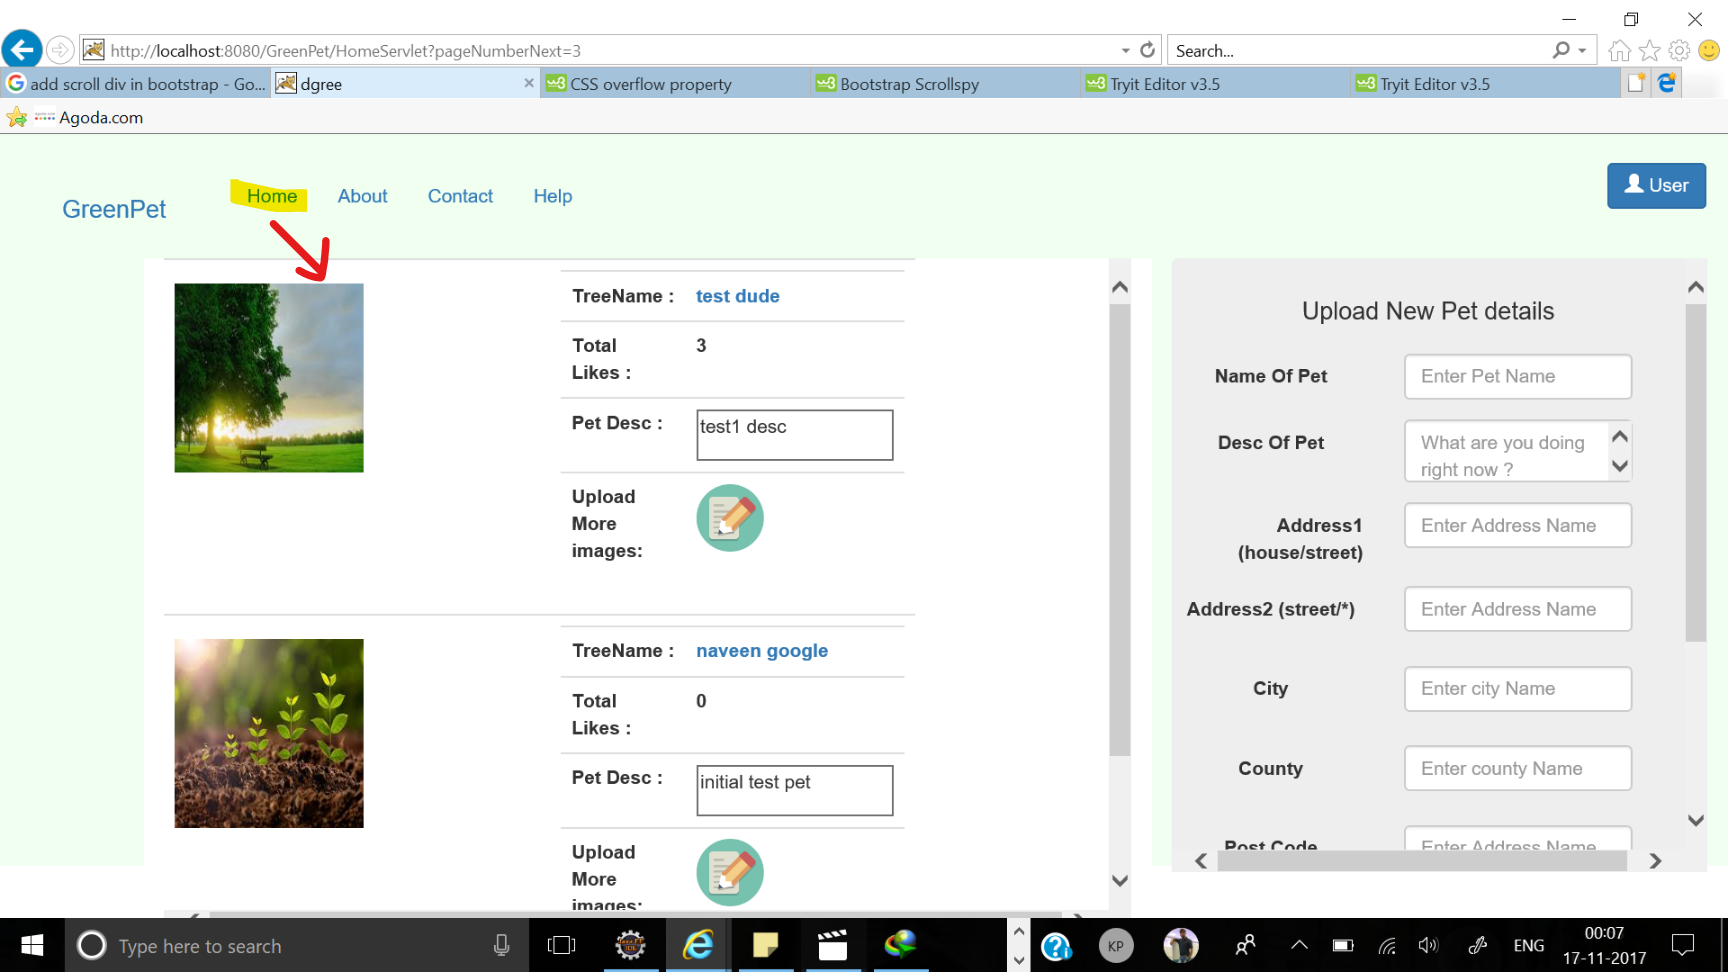 http://localhost:8080/GreenPet/HomeServlet?pageNumberNext=3
Search...
add scroll div in bootstrap - Go...
dgree
CSS overflow property
Bootstrap Scrollspy
Tryit Editor v3.5
Tryit Editor v3.5
Agoda.com
GreenPet
Home
About
Contact
Help
User
TreeName :
test dude
Total
Likes :
3
Pet Desc :
test1 desc
Upload
More
images:
TreeName :
naveen google
Total
Likes :
0
Pet Desc :
initial test pet
Upload
More
images:
Upload New Pet details
Name Of Pet
Enter Pet Name
Desc Of Pet
What are you doing
right now ?
Address1
(house/street)
Enter Address Name
Address2 (street/*)
Enter Address Name
City
Enter city Name
County
Enter county Name
Post Code
Enter Address Name
Type here to search
KP
ENG
00:07
17-11-2017